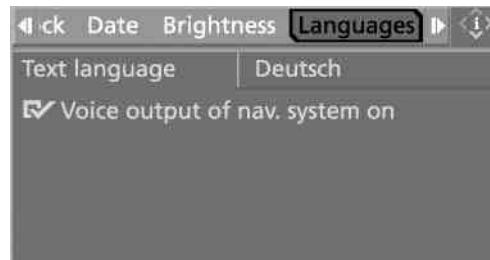 ck Date Brightness Languages i
Text language Deutsch
Voice output of nav. system on